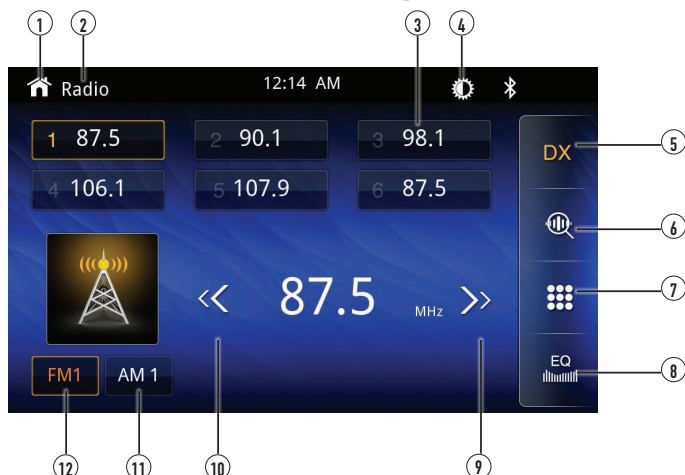 1 2 3 4
Radio 12:14 AM
1 87.5 2 90.1 3 98.1
DX 5
4 106.1 5 107.9 6 87.5
6
87.5 MHz
7
EQ 8
FM1 AM 1
12 11 10 9